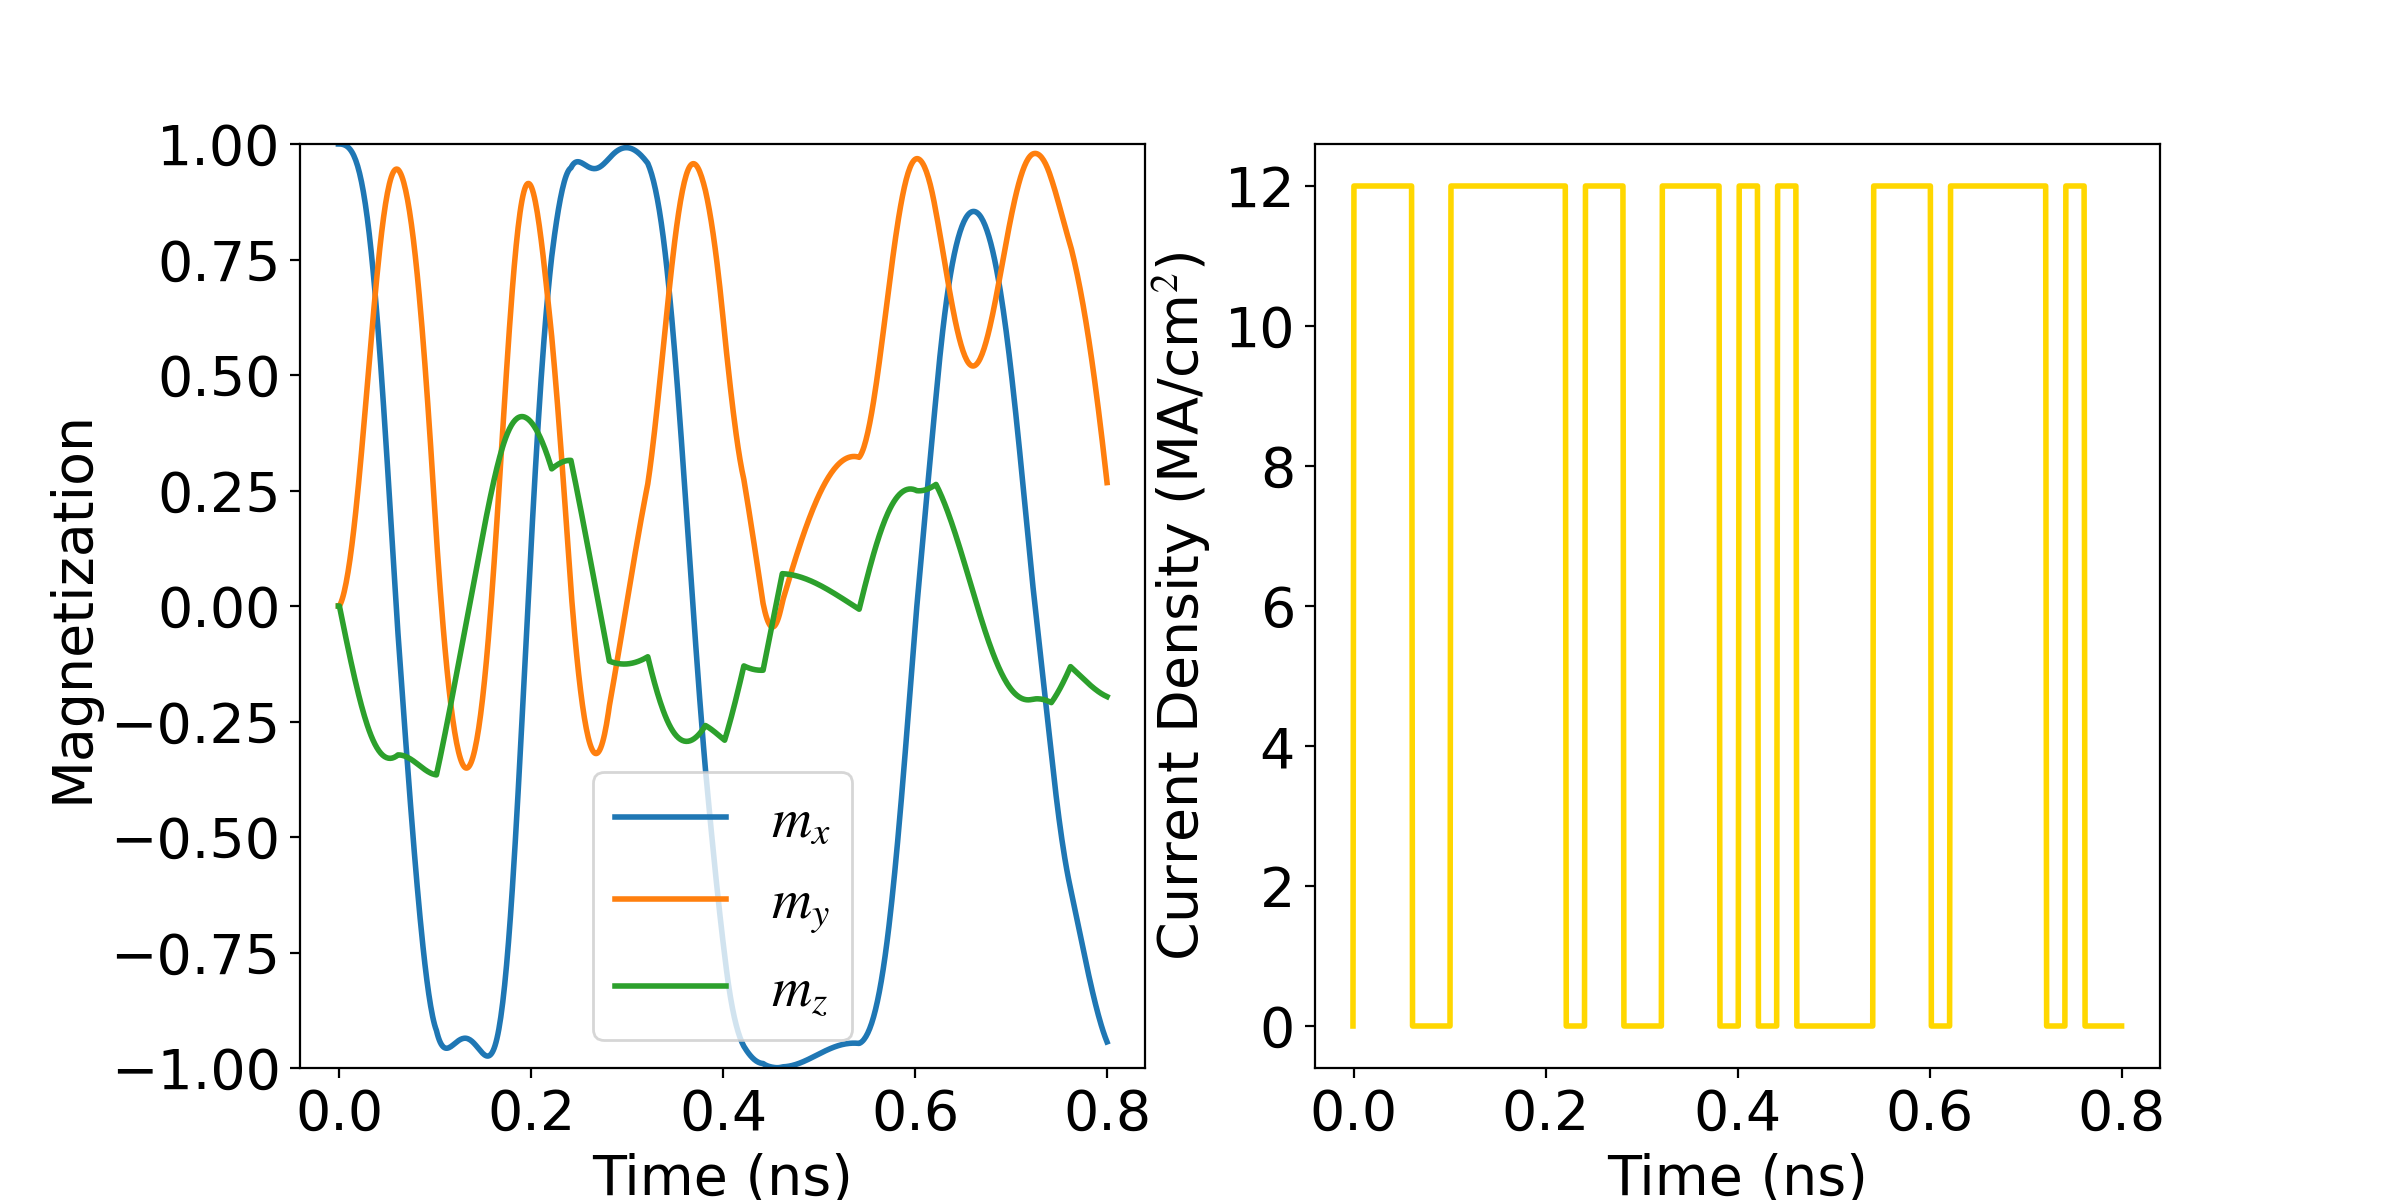 Magnetization
1.00
0.75
0.50
0.25
0.00
−0.25
−0.50
−0.75
−1.00
0.0 0.2 0.4 0.6 0.8
Time (ns)
m_x
m_y
m_z
Current Density (MA/cm²)
12
10
8
6
4
2
0
0.0 0.2 0.4 0.6 0.8
Time (ns)